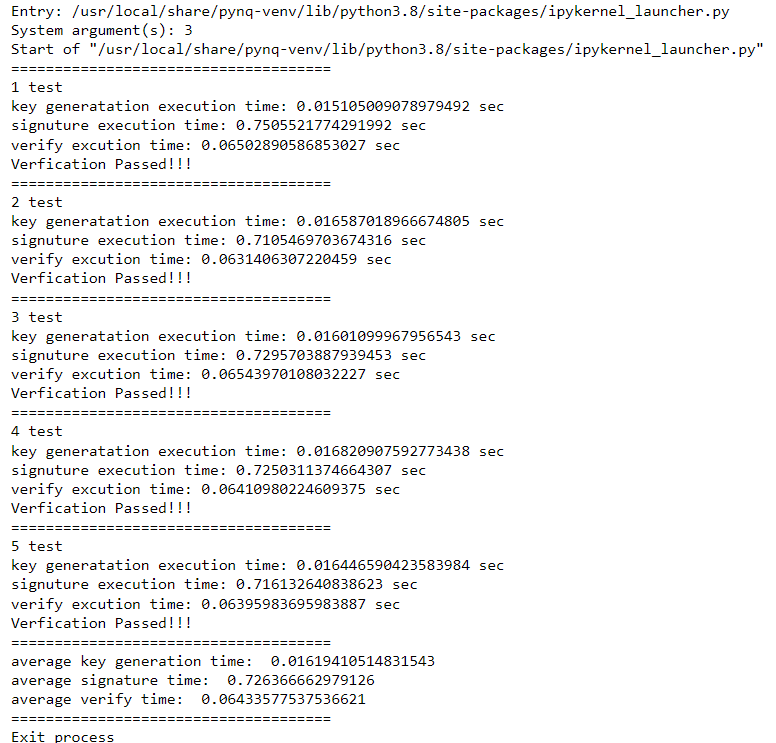 Entry: /usr/local/share/pynq-venv/lib/python3.8/site-packages/ipykernel_launcher.py
System argument(s): 3
Start of "/usr/local/share/pynq-venv/lib/python3.8/site-packages/ipykernel_launcher.py"
=====================================
1 test
key generatation execution time: 0.015105009078979492 sec
signuture execution time: 0.7505521774291992 sec
verify excution time: 0.06502890586853027 sec
Verfication Passed!!!
=====================================
2 test
key generatation execution time: 0.016587018966674805 sec
signuture execution time: 0.7105469703674316 sec
verify excution time: 0.0631406307220459 sec
Verfication Passed!!!
=====================================
3 test
key generatation execution time: 0.01601099967956543 sec
signuture execution time: 0.7295703887939453 sec
verify excution time: 0.06543970108032227 sec
Verfication Passed!!!
=====================================
4 test
key generatation execution time: 0.016820907592773438 sec
signuture execution time: 0.7250311374664307 sec
verify excution time: 0.06410980224609375 sec
Verfication Passed!!!
=====================================
5 test
key generatation execution time: 0.016446590423583984 sec
signuture execution time: 0.716132640838623 sec
verify excution time: 0.06395983695983887 sec
Verfication Passed!!!
=====================================
average key generation time:  0.01619410514831543
average signature time:  0.726366662979126
average verify time:  0.06433577537536621
=====================================
Exit process